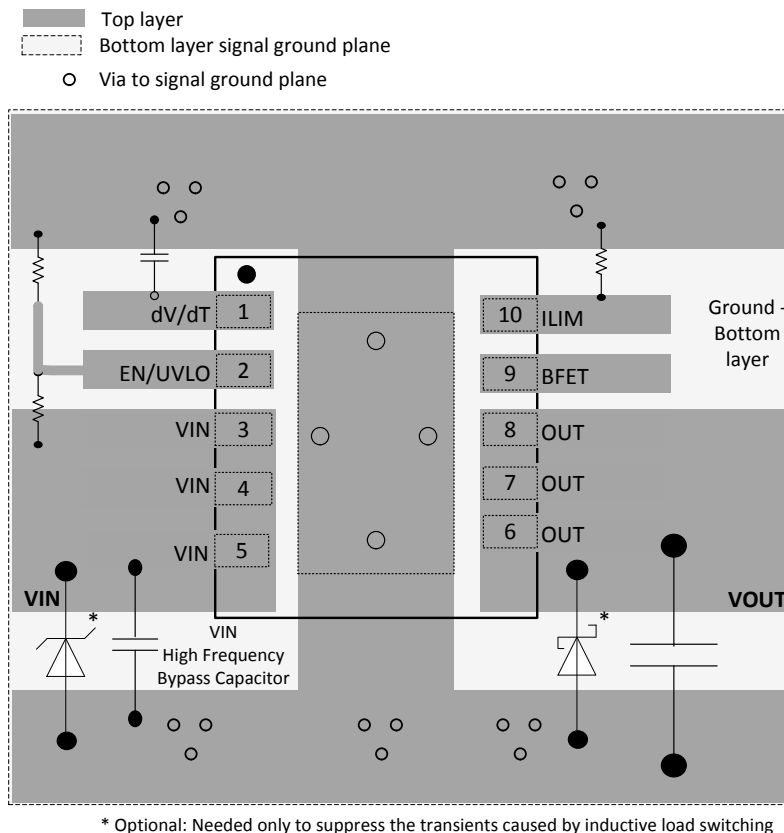 Top layer
Bottom layer signal ground plane
Via to signal ground plane
dV/dT 1
10 ILIM
Ground -
Bottom
layer
EN/UVLO 2
9 BFET
VIN 3
8 OUT
VIN 4
7 OUT
VIN 5
6 OUT
VIN
VOUT
*
*
VIN
High Frequency
Bypass Capacitor
* Optional: Needed only to suppress the transients caused by inductive load switching